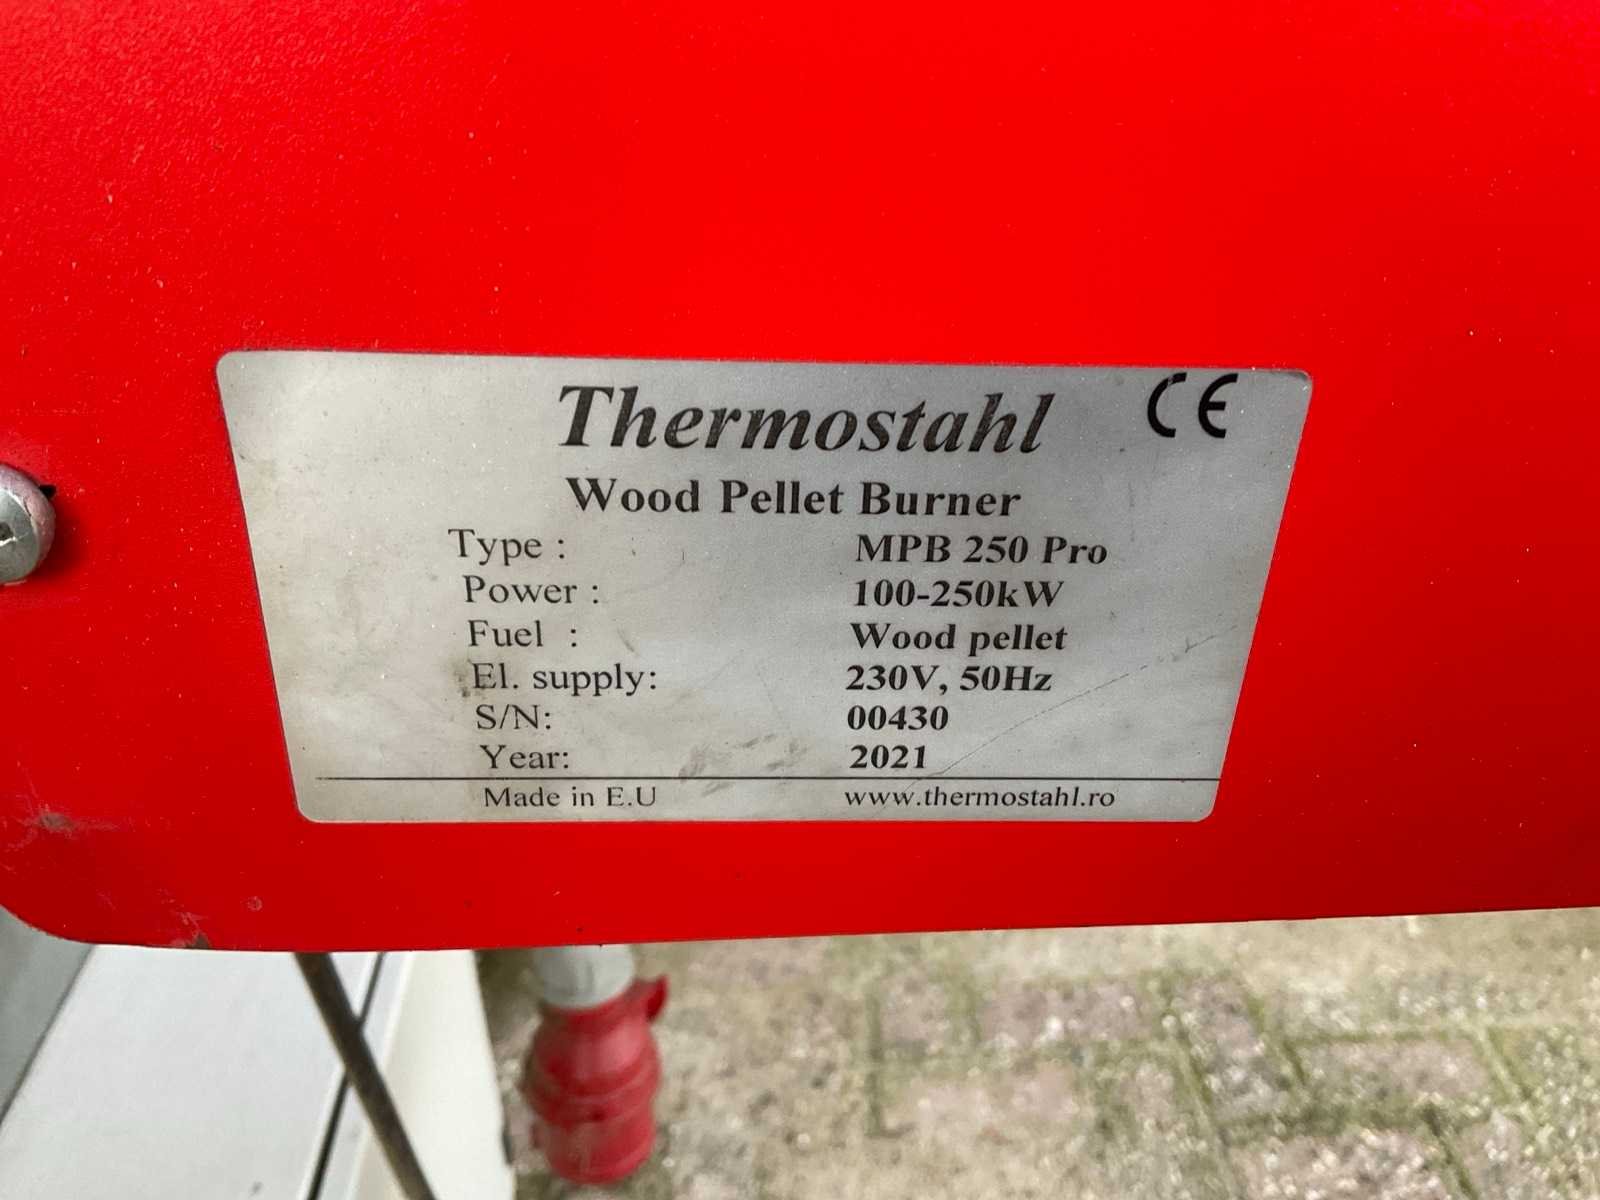 Thermostahl CE
Wood Pellet Burner
Type : MPB 250 Pro
Power : 100-250kW
Fuel : Wood pellet
El. supply: 230V, 50Hz
S/N: 00430
Year: 2021
Made in E.U www.thermostahl.ro